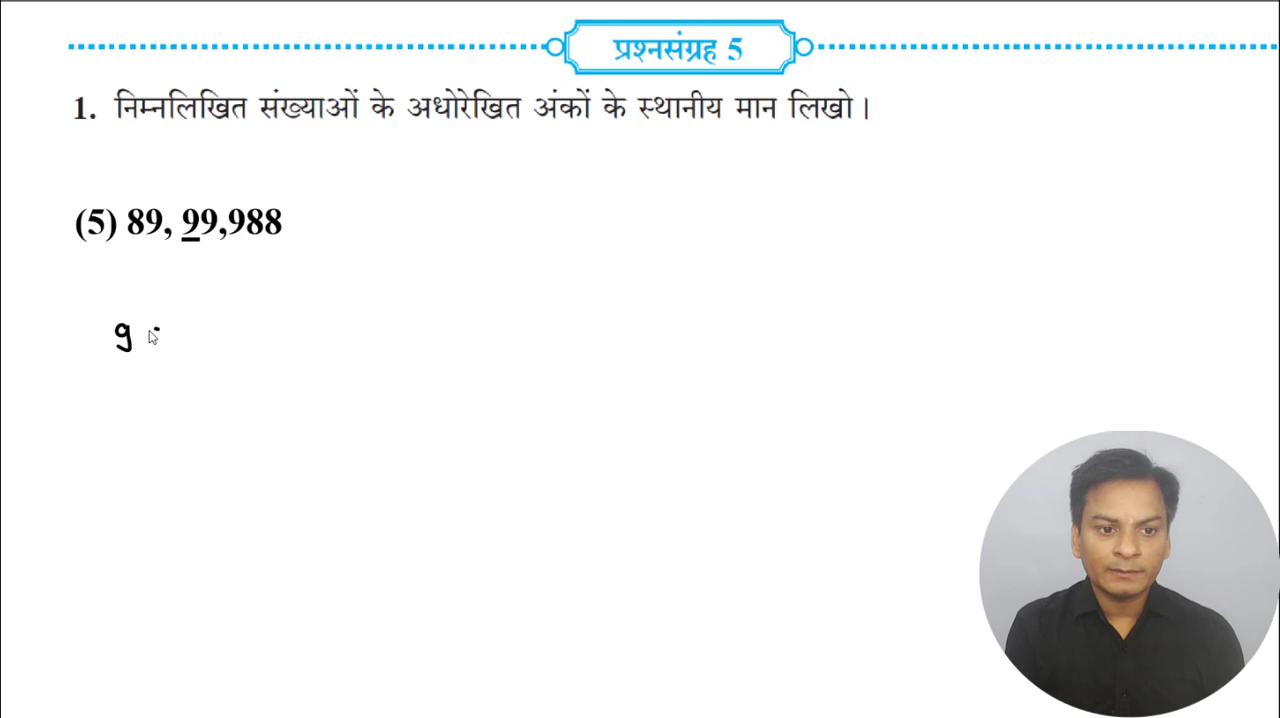 प्रश्नसंग्रह 5
1. निम्नलिखित संख्याओं के अधोरेखित अंकों के स्थानीय मान लिखो।
(5) 89, 99,988
9